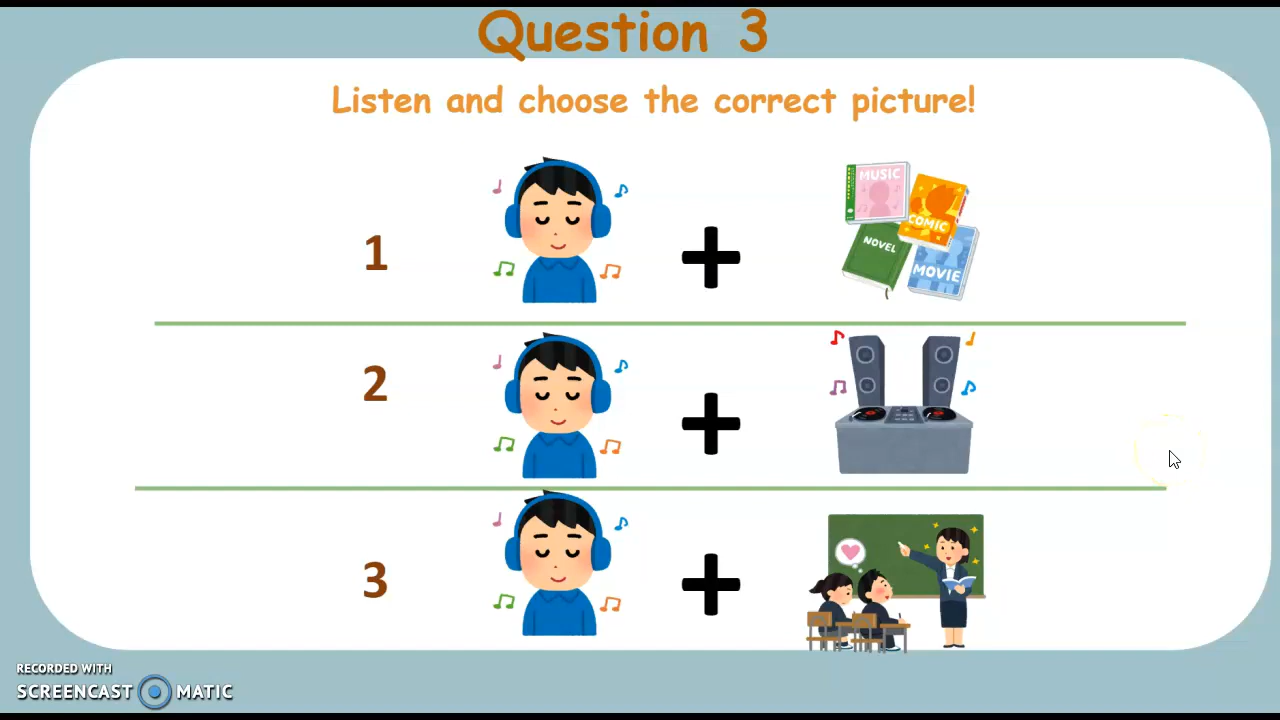 Question 3
Listen and choose the correct picture!
1
MUSIC
COMIC
NOVEL
MOVIE
2
3
RECORDED WITH
SCREENCAST MATIC